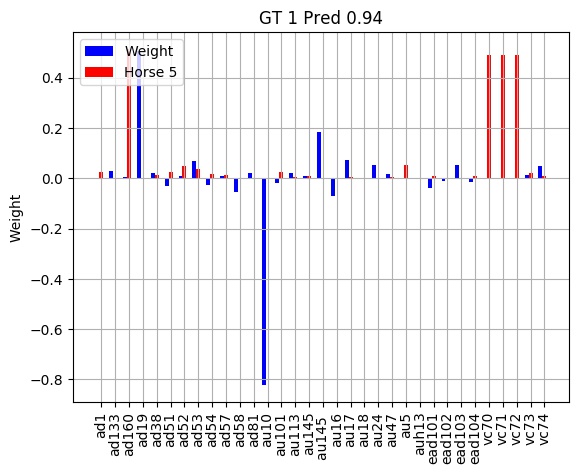 GT 1 Pred 0.94
Weight
Horse 5
Weight
0.4
0.2
0.0
−0.2
−0.4
−0.6
−0.8
ad1
ad133
ad160
ad19
ad38
ad51
ad52
ad53
ad54
ad57
ad58
ad81
au10
au101
au113
au145
au145
au16
au17
au18
au24
au47
au5
auh13
ead101
ead102
ead103
ead104
vc70
vc71
vc72
vc73
vc74